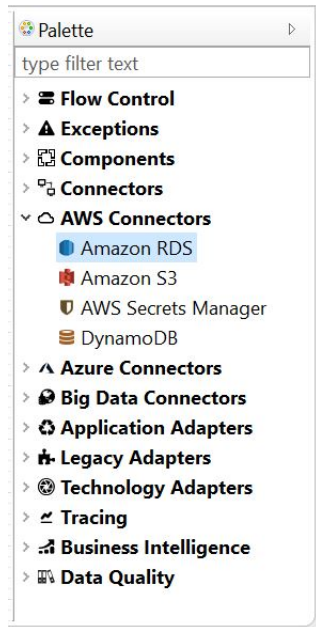 Palette
type filter text
Flow Control
Exceptions
Components
Connectors
AWS Connectors
Amazon RDS
Amazon S3
AWS Secrets Manager
DynamoDB
Azure Connectors
Big Data Connectors
Application Adapters
Legacy Adapters
Technology Adapters
Tracing
Business Intelligence
Data Quality